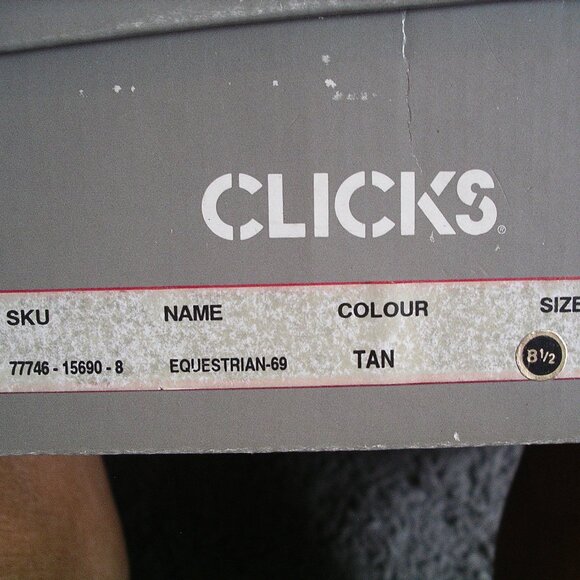 CLICKS®
SKU NAME COLOUR SIZE
77746 - 15690 - 8 EQUESTRIAN-69 TAN 8½